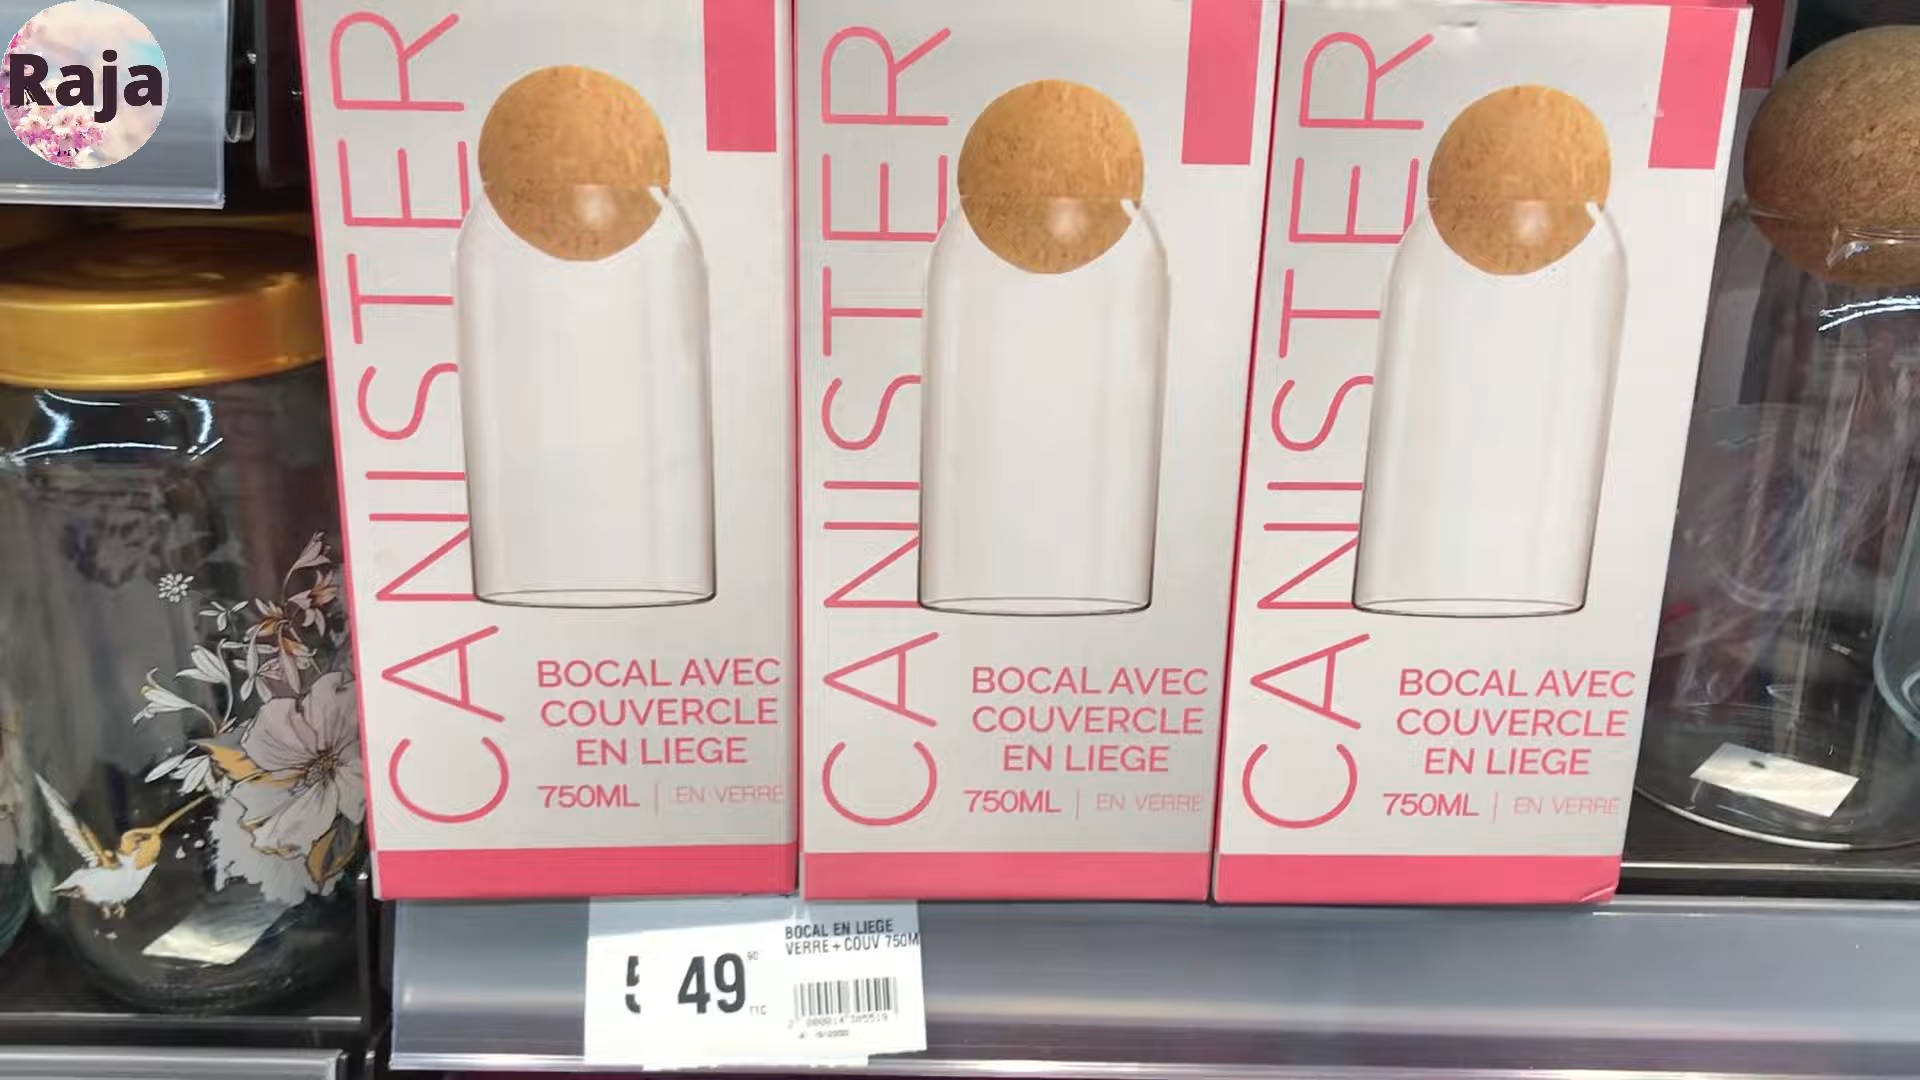 Raja
CANISTER
BOCAL AVEC
COUVERCLE
EN LIEGE
750ML | EN VERRE
CANISTER
BOCAL AVEC
COUVERCLE
EN LIEGE
750ML | EN VERRE
CANISTER
BOCAL AVEC
COUVERCLE
EN LIEGE
750ML | EN VERRE
BOCAL EN LIEGE
VERRE + COUV 750M
49 90
TTC